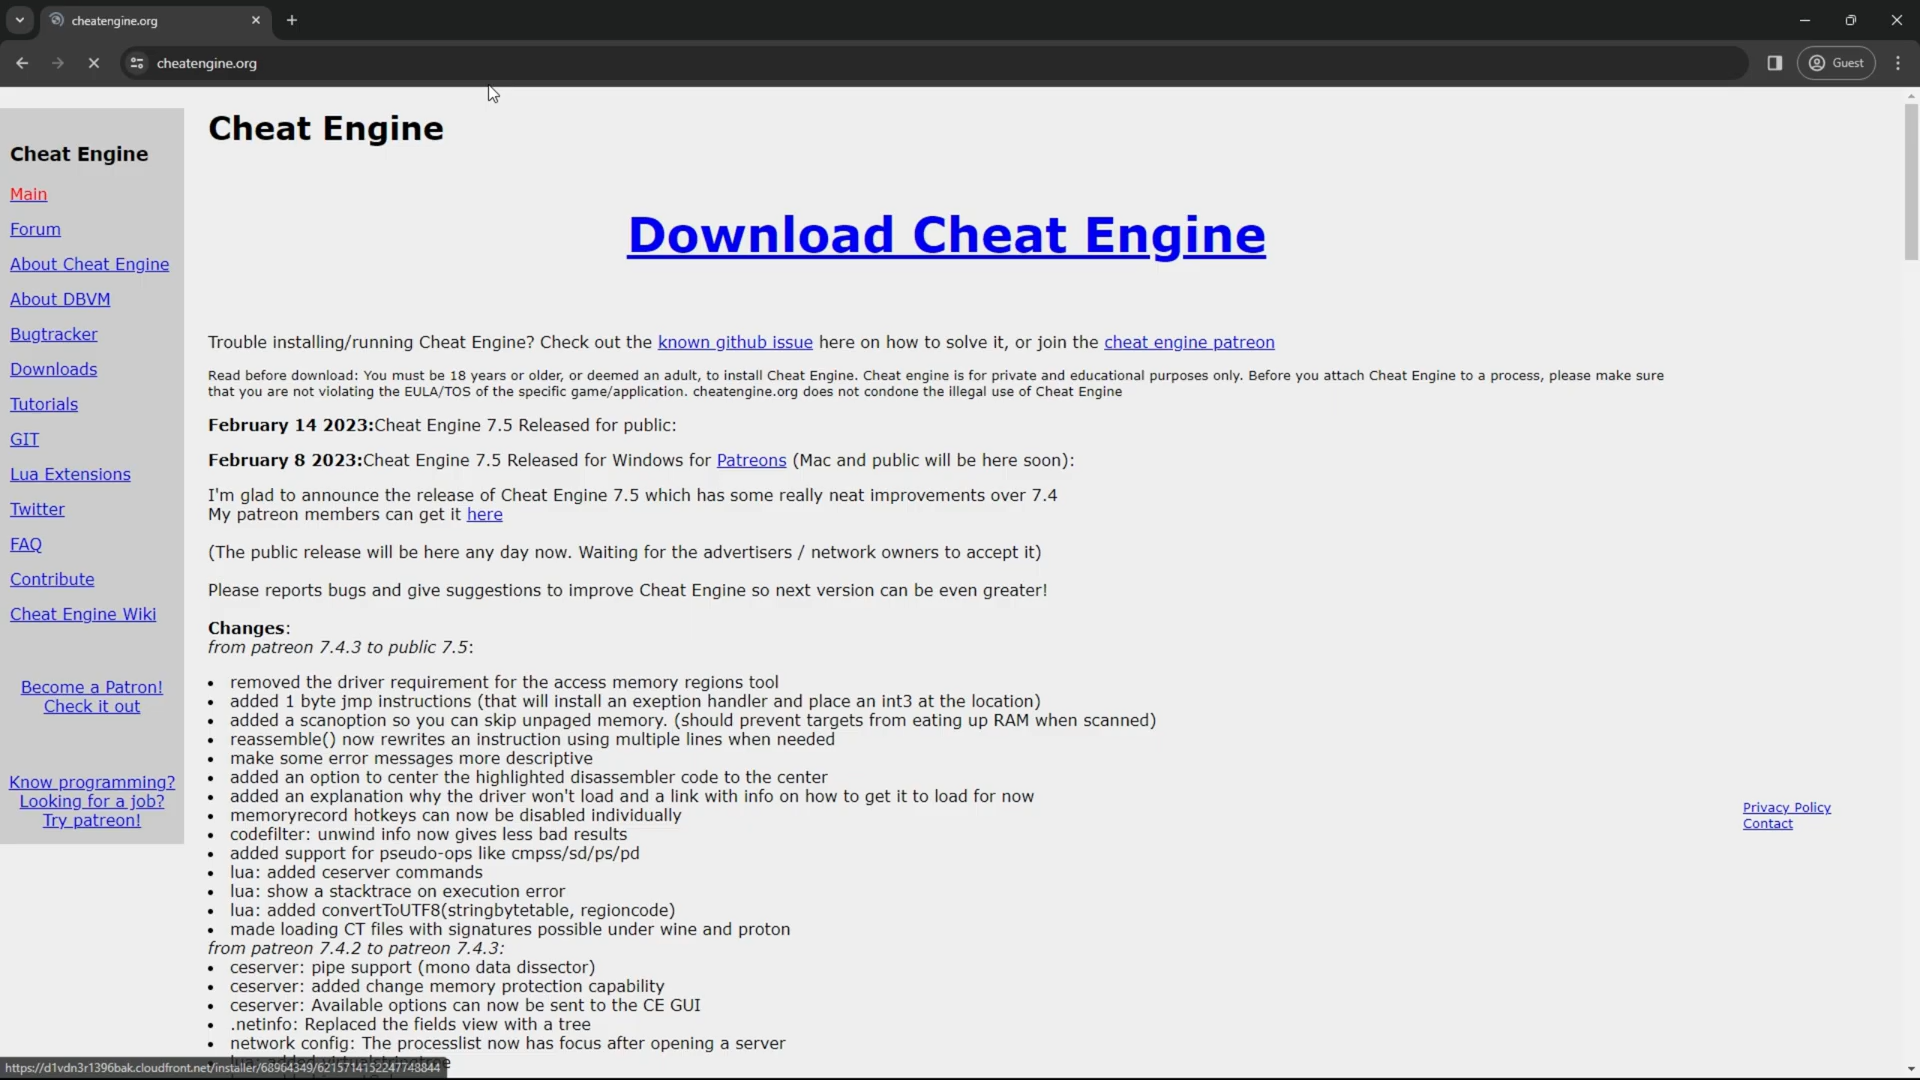 cheatengine.org
cheatengine.org
Guest
Cheat Engine
Main
Forum
About Cheat Engine
About DBVM
Bugtracker
Downloads
Tutorials
GIT
Lua Extensions
Twitter
FAQ
Contribute
Cheat Engine Wiki
Become a Patron!
Check it out
Know programming?
Looking for a job?
Try patreon!
Cheat Engine
Download Cheat Engine
Trouble installing/running Cheat Engine? Check out the known github issue here on how to solve it, or join the cheat engine patreon
Read before download: You must be 18 years or older, or deemed an adult, to install Cheat Engine. Cheat engine is for private and educational purposes only. Before you attach Cheat Engine to a process, please make sure
that you are not violating the EULA/TOS of the specific game/application. cheatengine.org does not condone the illegal use of Cheat Engine
February 14 2023:Cheat Engine 7.5 Released for public:
February 8 2023:Cheat Engine 7.5 Released for Windows for Patreons (Mac and public will be here soon):
I'm glad to announce the release of Cheat Engine 7.5 which has some really neat improvements over 7.4
My patreon members can get it here
(The public release will be here any day now. Waiting for the advertisers / network owners to accept it)
Please reports bugs and give suggestions to improve Cheat Engine so next version can be even greater!
Changes:
from patreon 7.4.3 to public 7.5:
• removed the driver requirement for the access memory regions tool
• added 1 byte jmp instructions (that will install an exeption handler and place an int3 at the location)
• added a scanoption so you can skip unpaged memory. (should prevent targets from eating up RAM when scanned)
• reassemble() now rewrites an instruction using multiple lines when needed
• make some error messages more descriptive
• added an option to center the highlighted disassembler code to the center
• added an explanation why the driver won't load and a link with info on how to get it to load for now
• memoryrecord hotkeys can now be disabled individually
• codefilter: unwind info now gives less bad results
• added support for pseudo-ops like cmpss/sd/ps/pd
• lua: added ceserver commands
• lua: show a stacktrace on execution error
• lua: added convertToUTF8(stringbytetable, regioncode)
• made loading CT files with signatures possible under wine and proton
from patreon 7.4.2 to patreon 7.4.3:
• ceserver: pipe support (mono data dissector)
• ceserver: added change memory protection capability
• ceserver: Available options can now be sent to the CE GUI
• .netinfo: Replaced the fields view with a tree
• network config: The processlist now has focus after opening a server
Privacy Policy
Contact
https://d1vdn3r1396bak.cloudfront.net/installer/68964349/6215714152247748844